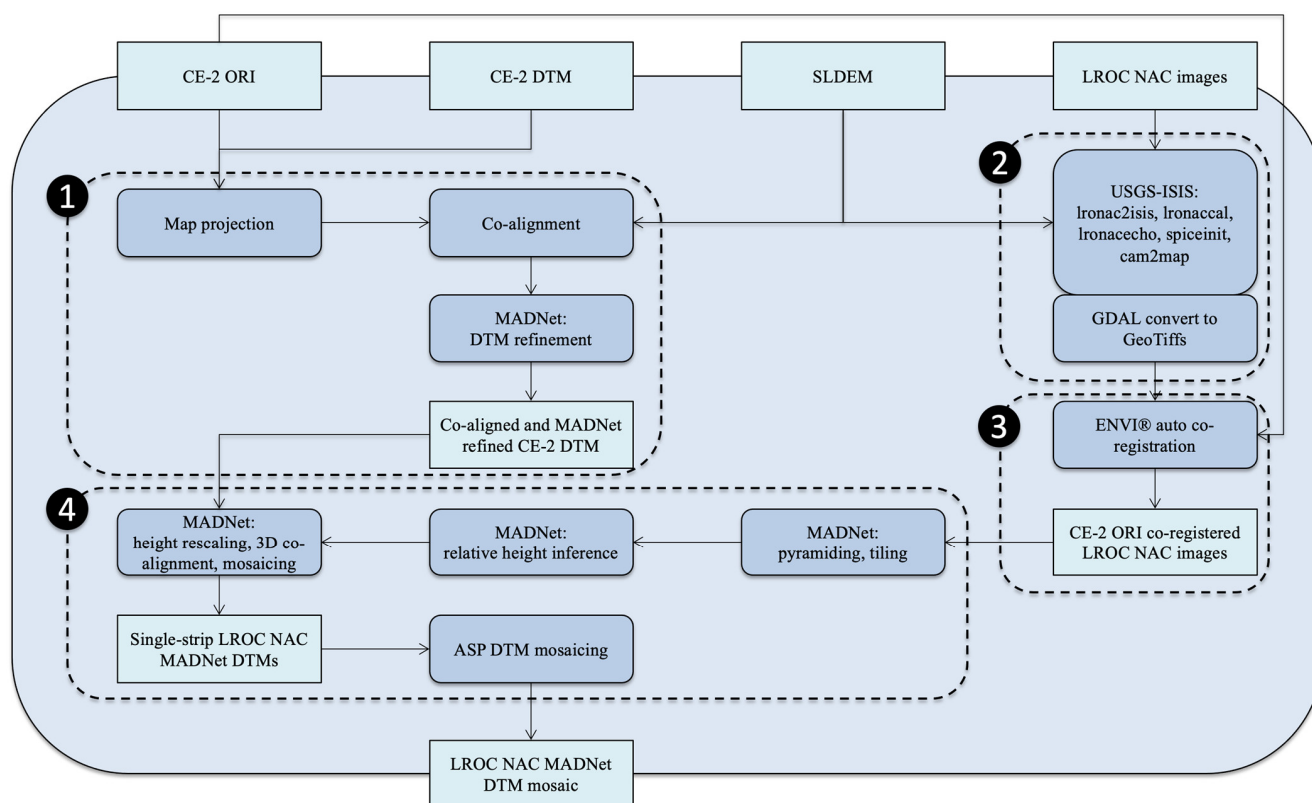 CE-2 ORI
CE-2 DTM
SLDEM
LROC NAC images
1
Map projection
Co-alignment
2
USGS-ISIS:
lronac2isis, lronaccal,
lronacecho, spiceinit,
cam2map
MADNet:
DTM refinement
GDAL convert to
GeoTiffs
Co-aligned and MADNet
refined CE-2 DTM
3
ENVI® auto co-
registration
4
MADNet:
height rescaling, 3D co-
alignment, mosaicing
MADNet:
relative height inference
MADNet:
pyramiding, tiling
CE-2 ORI co-registered
LROC NAC images
Single-strip LROC NAC
MADNet DTMs
ASP DTM mosaicing
LROC NAC MADNet
DTM mosaic